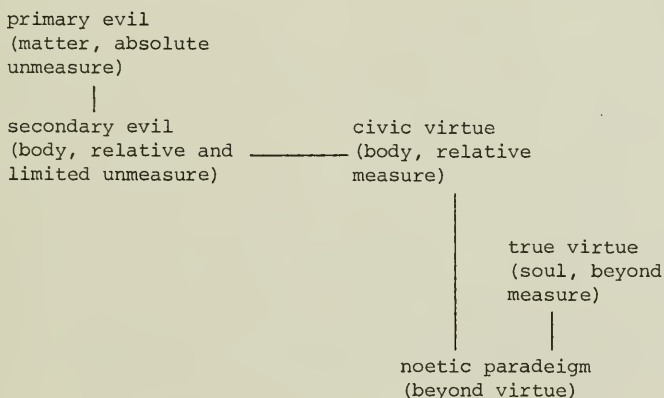 primary evil
(matter, absolute
unmeasure)
secondary evil
(body, relative and
limited unmeasure)
civic virtue
(body, relative
measure)
true virtue
(soul, beyond
measure)
noetic paradeigm
(beyond virtue)